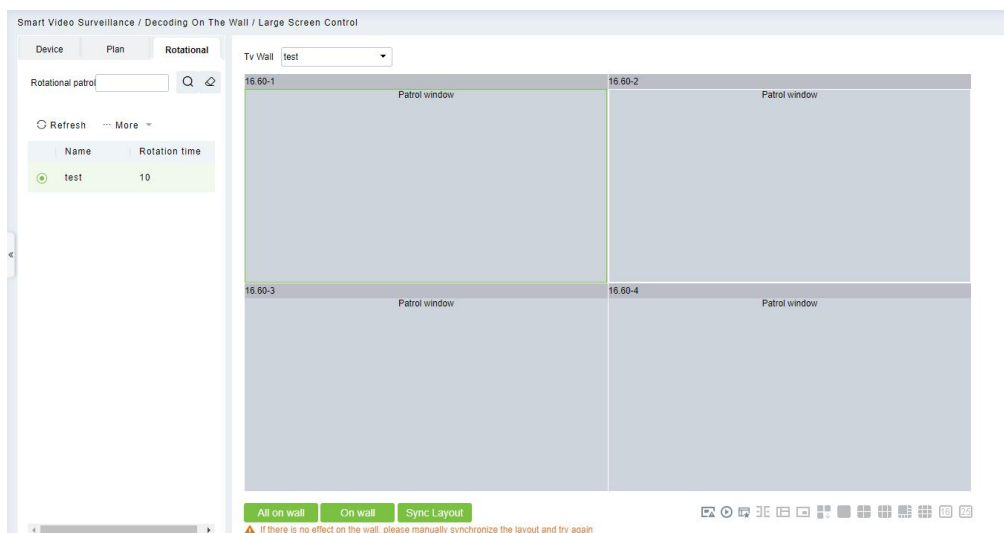 Smart Video Surveillance / Decoding On The Wall / Large Screen Control
Device Plan Rotational
Rotational patrol
Refresh ··· More
Name Rotation time
test 10
Tv Wall test
16.60-1 16.60-2
Patrol window Patrol window
16.60-3 16.60-4
Patrol window Patrol window
All on wall On wall Sync Layout
16 25
If there is no effect on the wall, please manually synchronize the layout and try again